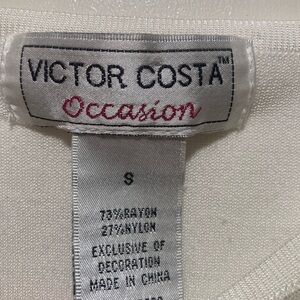 VICTOR COSTA™
Occasion
S
73%RAYON
27%NYLON
EXCLUSIVE OF
DECORATION
MADE IN CHINA